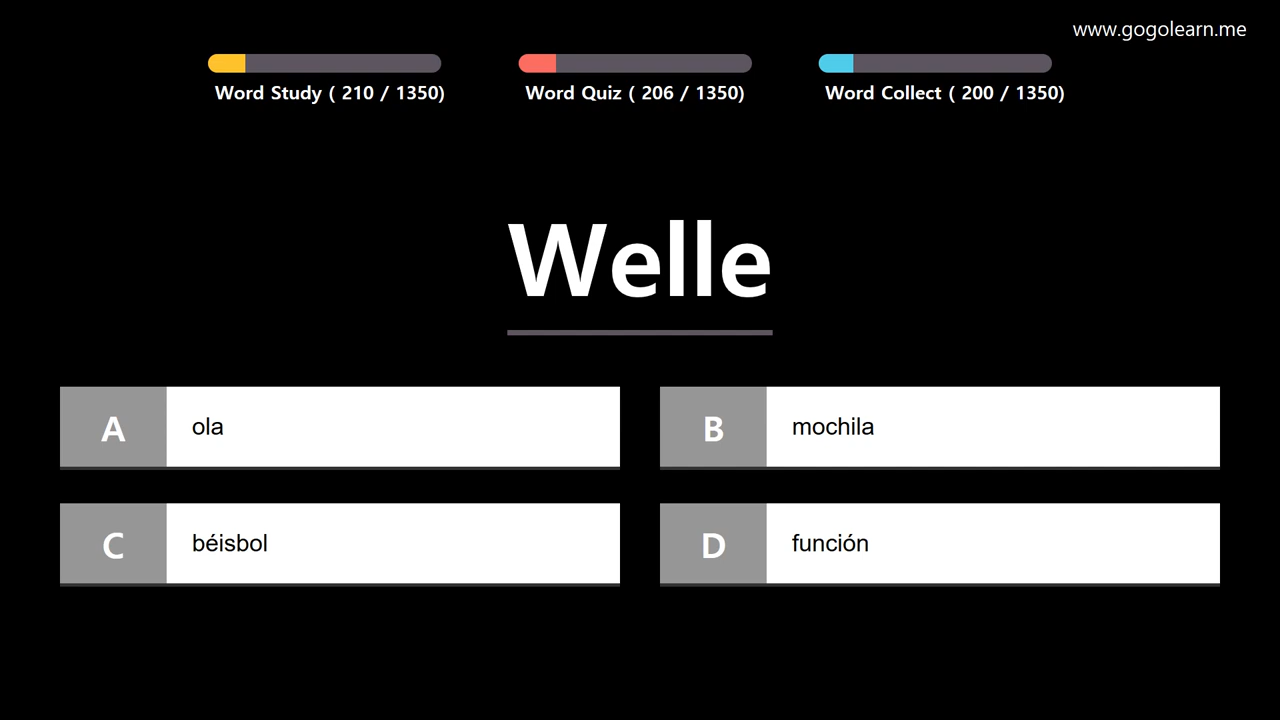 www.gogolearn.me
Word Study ( 210 / 1350)
Word Quiz ( 206 / 1350)
Word Collect ( 200 / 1350)
Welle
A ola
B mochila
C béisbol
D función